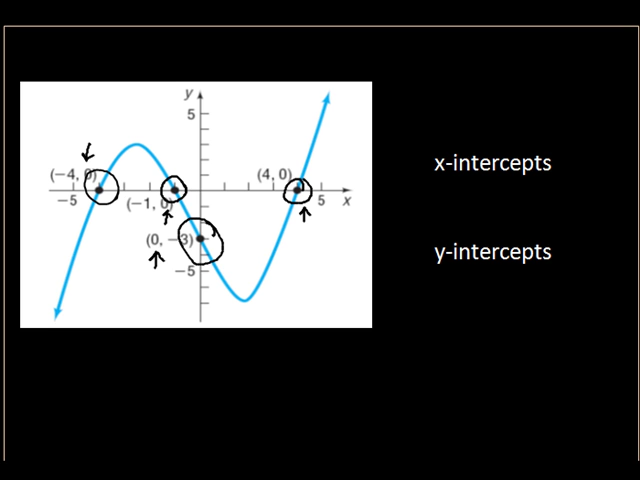 y
5
(−4, 0)
(4, 0)
−5
(−1, 0)
5
x
(0, −3)
−5
x-intercepts
y-intercepts